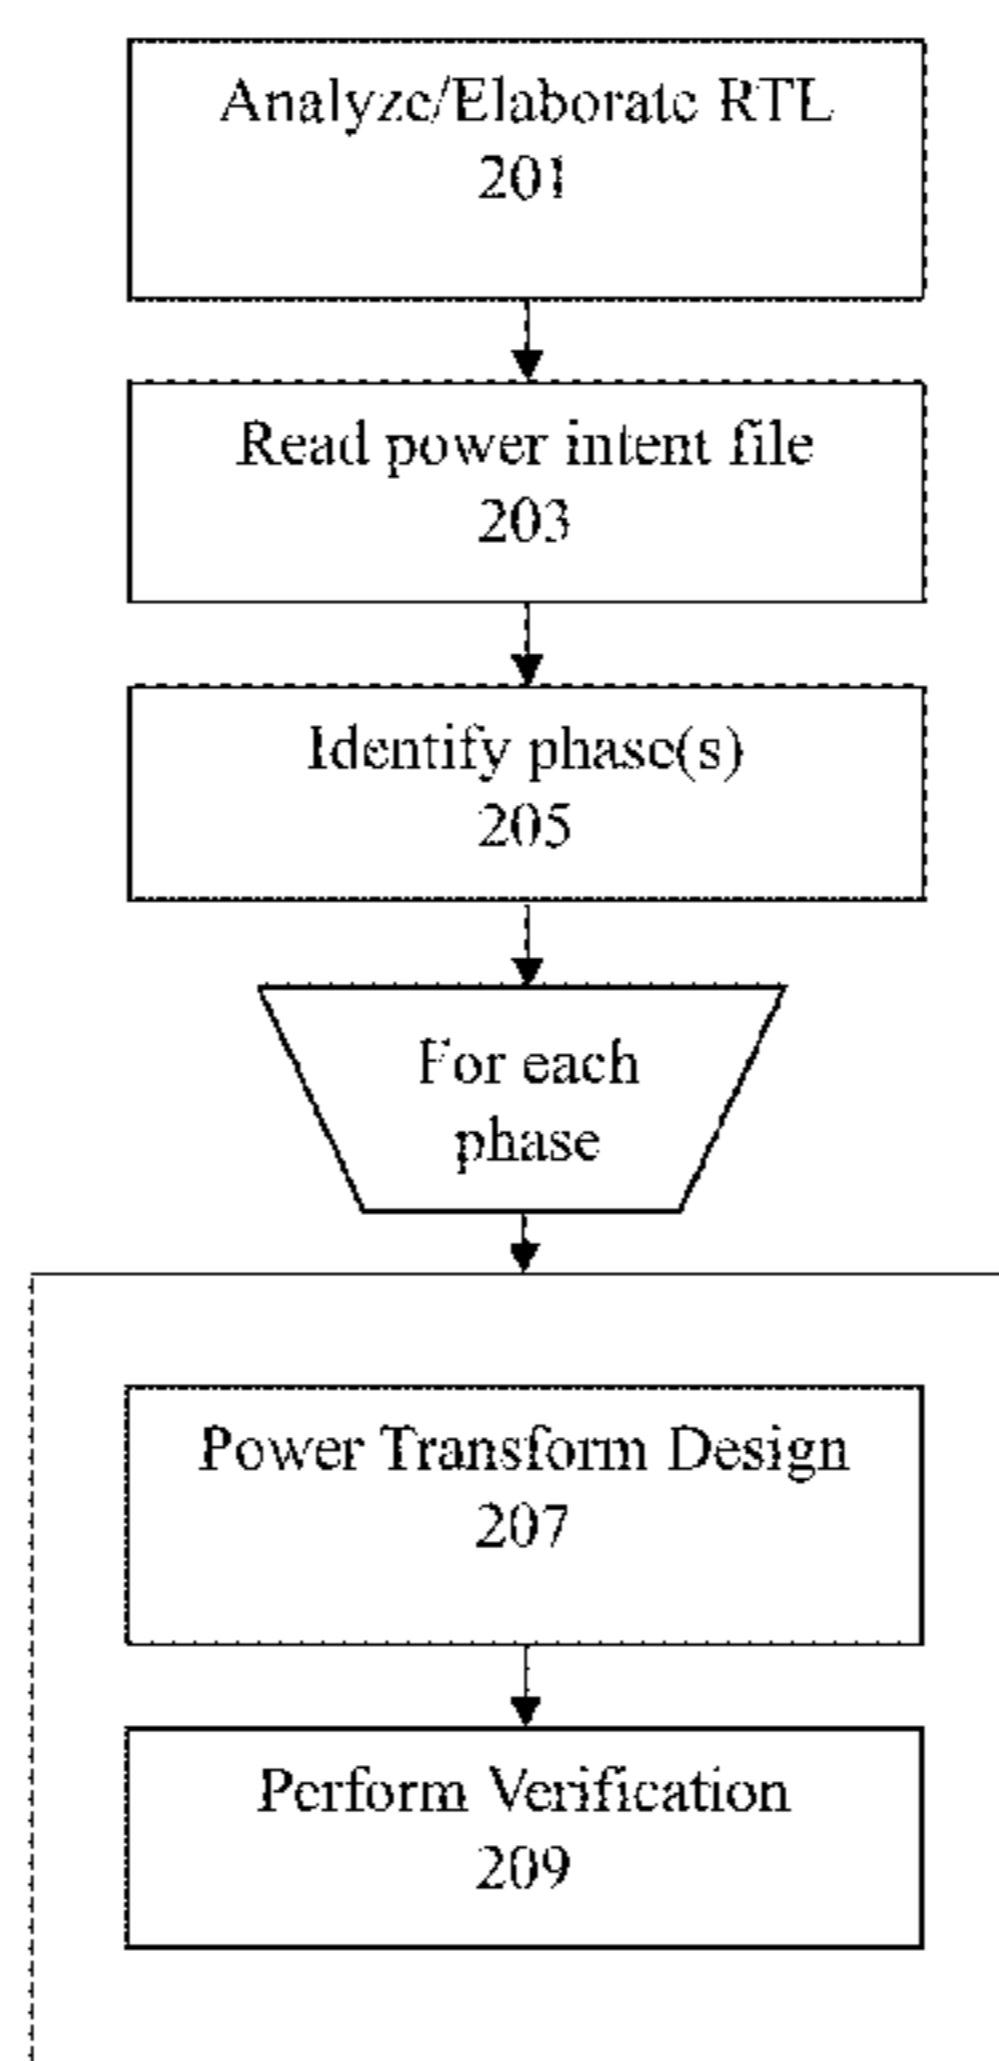 Analyze/Elaborate RTL
201
Read power intent file
203
Identify phase(s)
205
For each
phase
Power Transform Design
207
Perform Verification
209